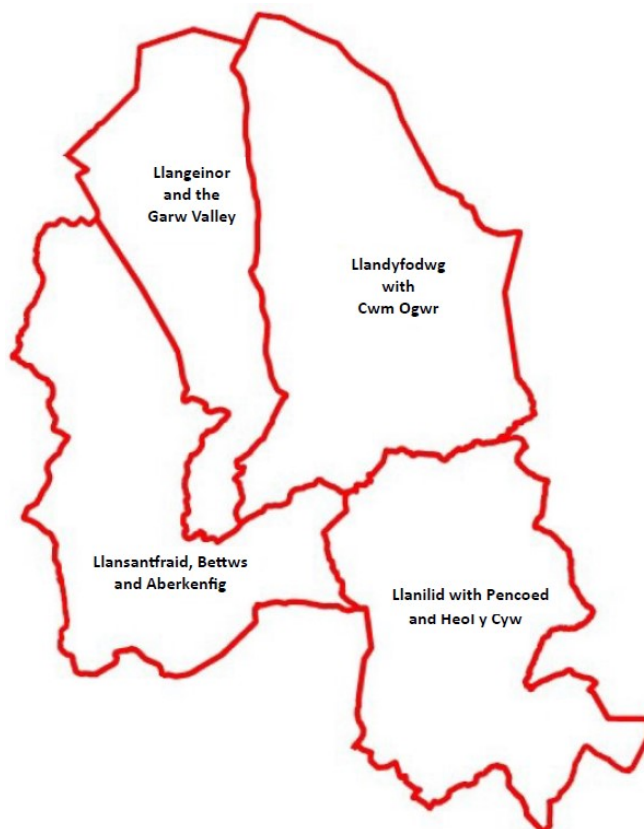 Llangeinor
and the
Garw Valley
Llandyfodwg
with
Cwm Ogwr
Llansantfraid, Bettws
and Aberkenfig
Llanilid with Pencoed
and Heol y Cyw